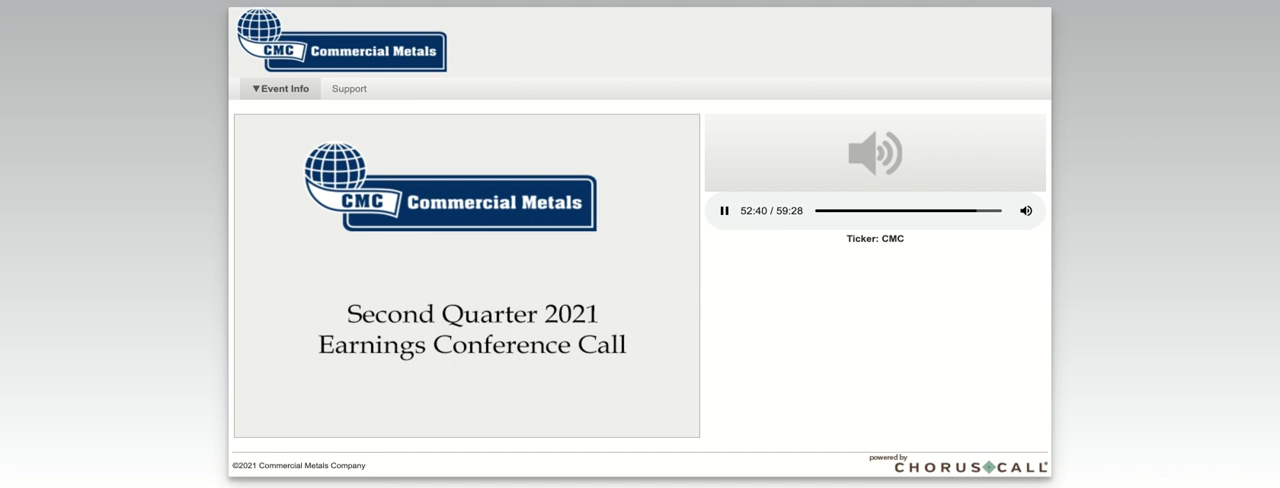 CMC Commercial Metals
▼Event Info Support
CMC Commercial Metals
Second Quarter 2021
Earnings Conference Call
52:40 / 59:28
Ticker: CMC
©2021 Commercial Metals Company
powered by
CHORUS CALL